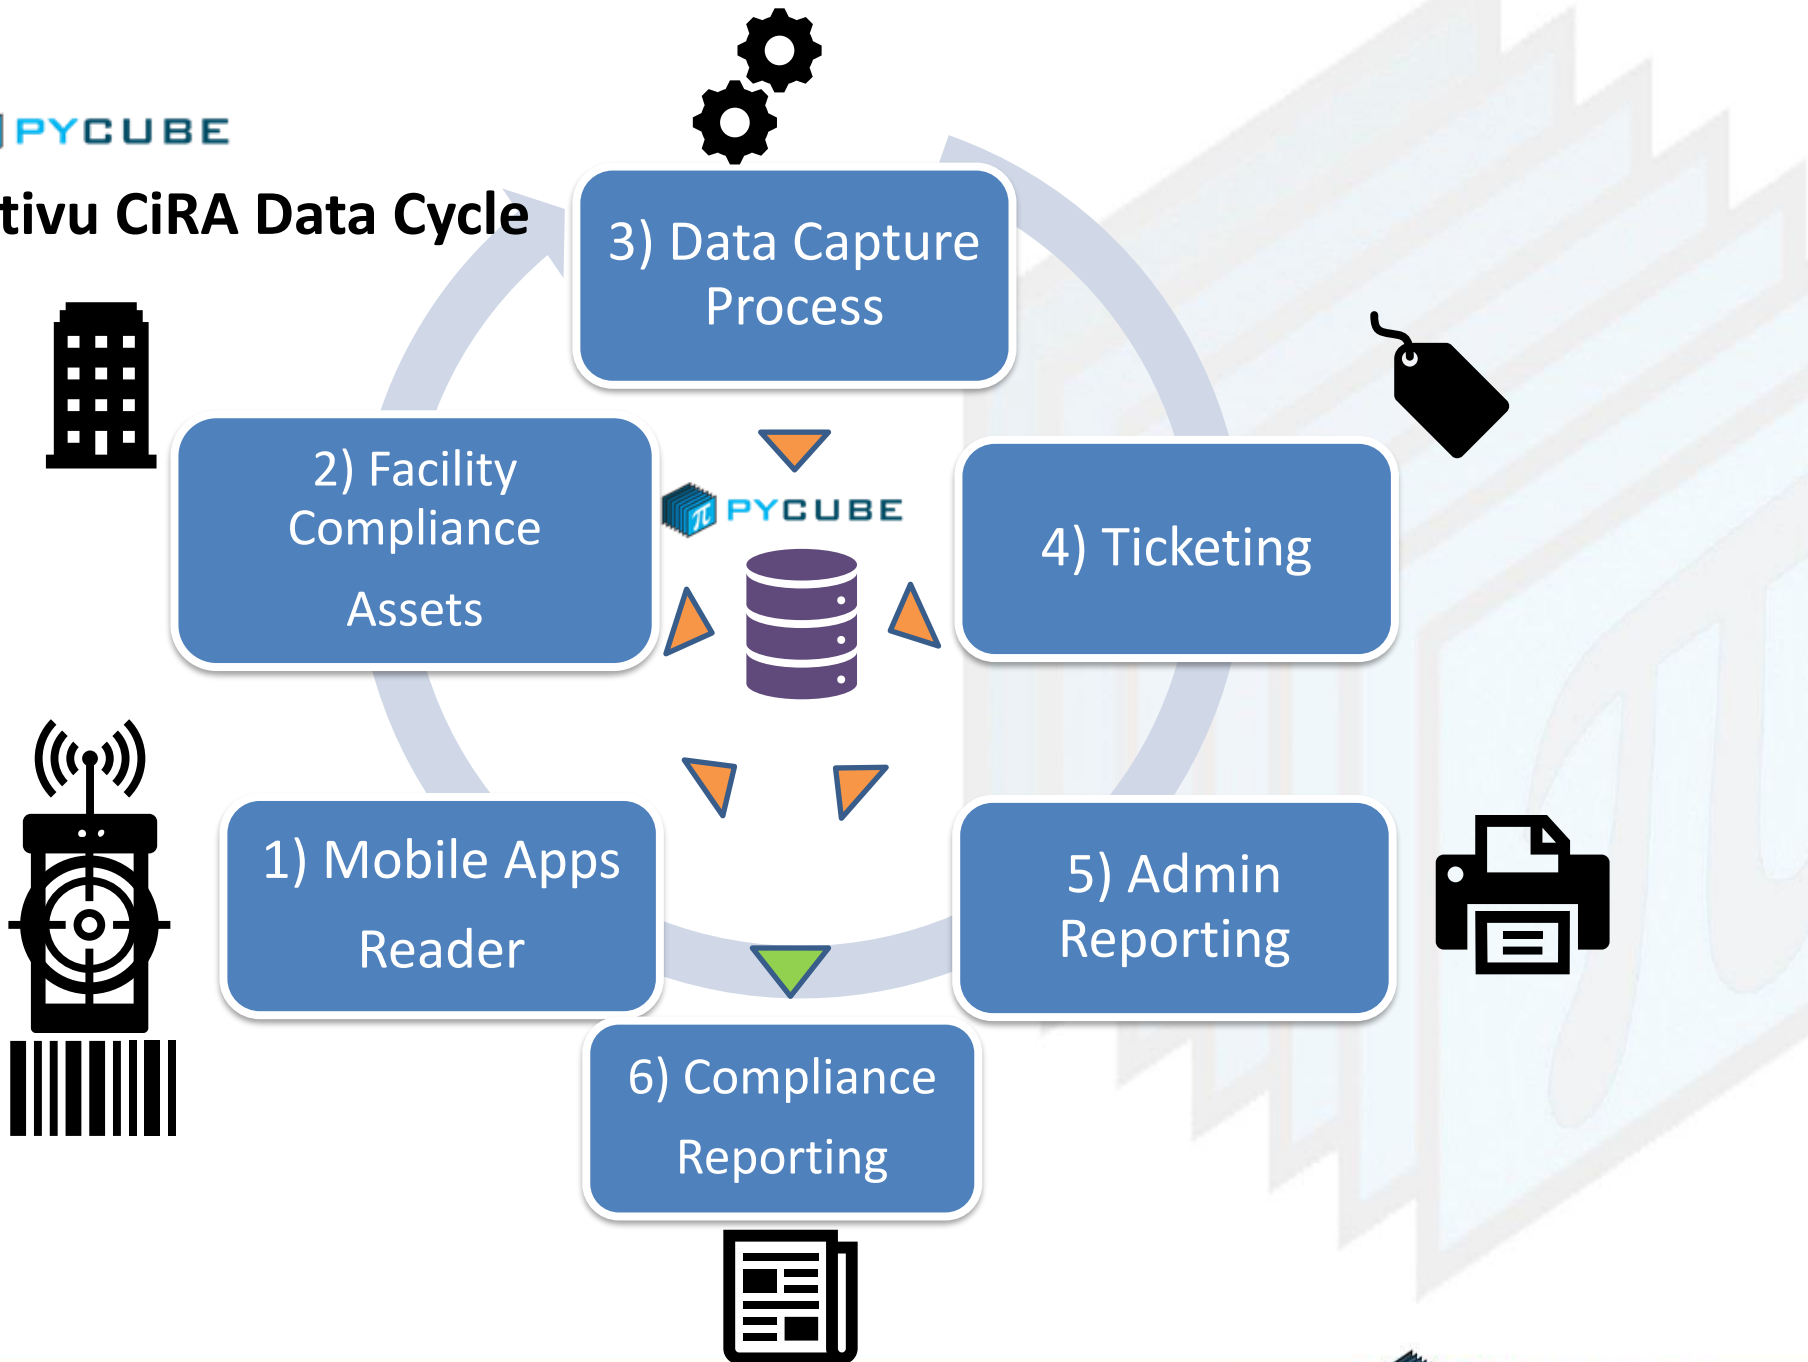 PYCUBE
tivu CiRA Data Cycle
3) Data Capture
Process
2) Facility
Compliance
Assets
π PYCUBE
4) Ticketing
1) Mobile Apps
Reader
5) Admin
Reporting
6) Compliance
Reporting